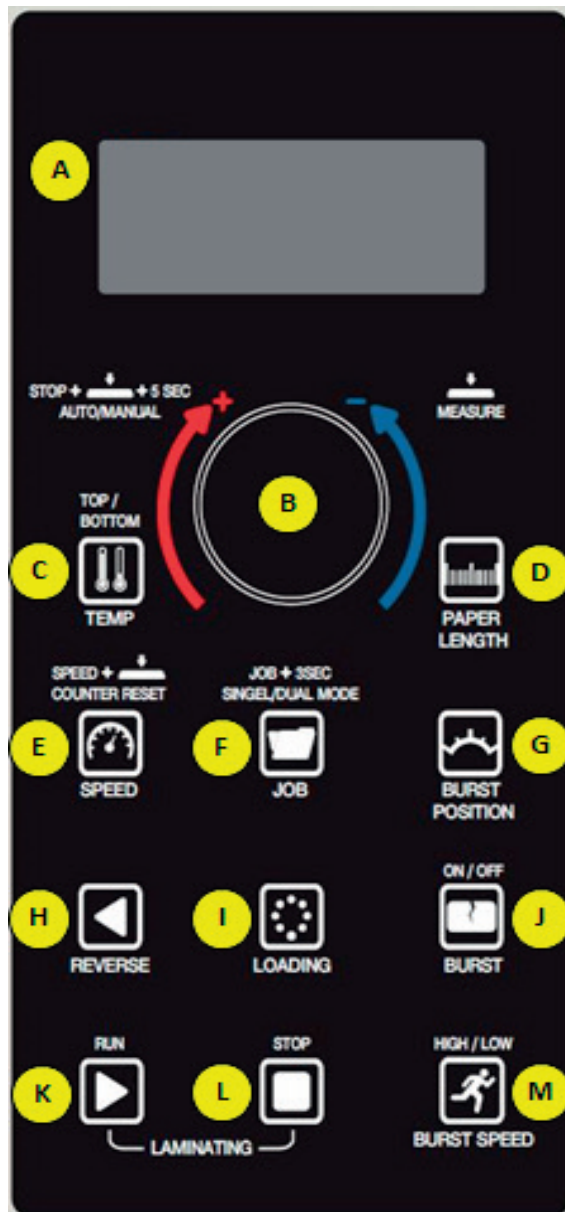 A
STOP + + 5 SEC
AUTO/MANUAL
+
−
MEASURE
B
TOP /
BOTTOM
C
TEMP
D
PAPER
LENGTH
SPEED +
COUNTER RESET
JOB + 3SEC
SINGEL/DUAL MODE
E
SPEED
F
JOB
G
BURST
POSITION
H
REVERSE
I
LOADING
ON / OFF
J
BURST
RUN
K
STOP
L
LAMINATING
HIGH / LOW
M
BURST SPEED